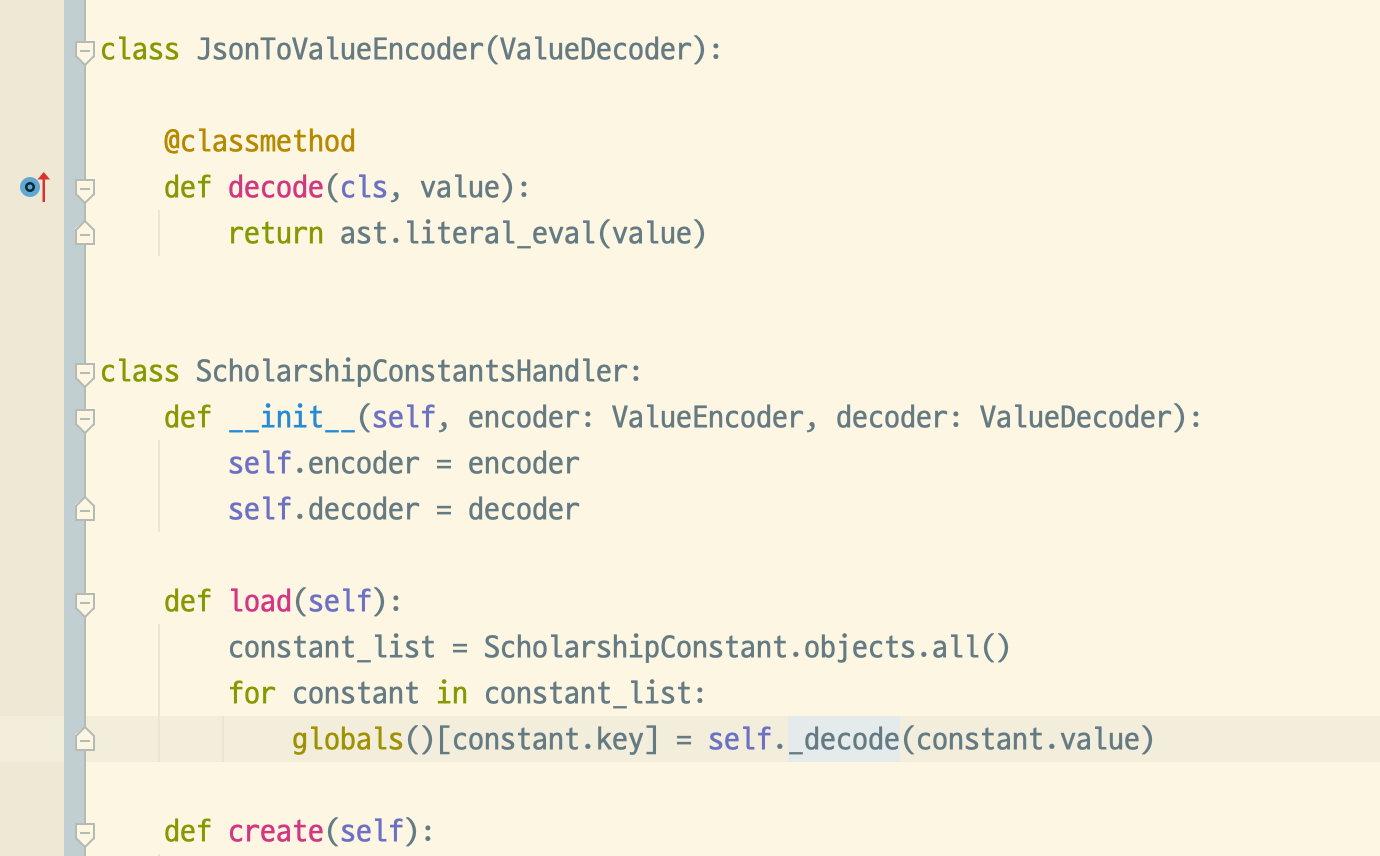 class JsonToValueEncoder(ValueDecoder):
@classmethod
def decode(cls, value):
return ast.literal_eval(value)
class ScholarshipConstantsHandler:
def __init__(self, encoder: ValueEncoder, decoder: ValueDecoder):
self.encoder = encoder
self.decoder = decoder
def load(self):
constant_list = ScholarshipConstant.objects.all()
for constant in constant_list:
globals()[constant.key] = self._decode(constant.value)
def create(self):